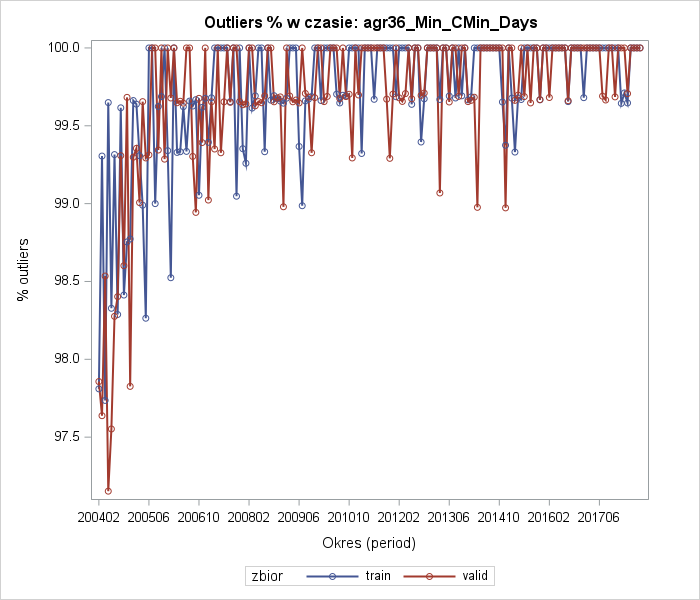 Outliers % w czasie: agr36_Min_CMin_Days
100.0
99.5
99.0
98.5
98.0
97.5
% outliers
200402 200506 200610 200802 200906 201010 201202 201306 201410 201602 201706
Okres (period)
zbior train valid